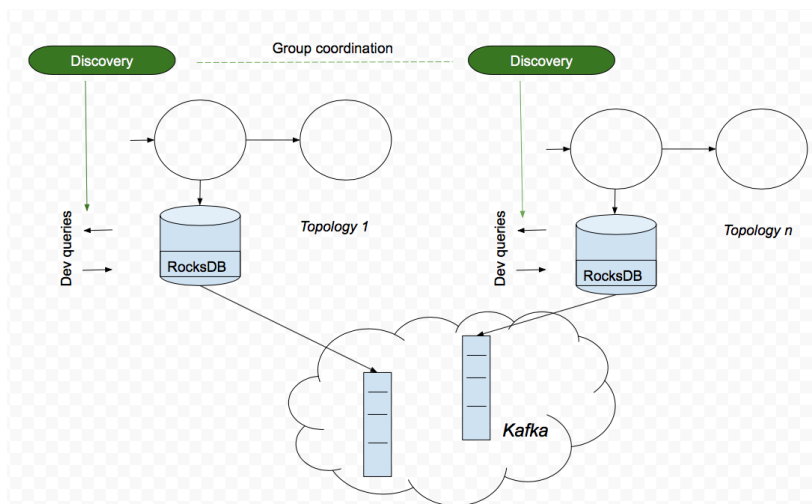 Group coordination
Discovery
Discovery
Topology 1
Topology n
Dev queries
Dev queries
RocksDB
RocksDB
Kafka